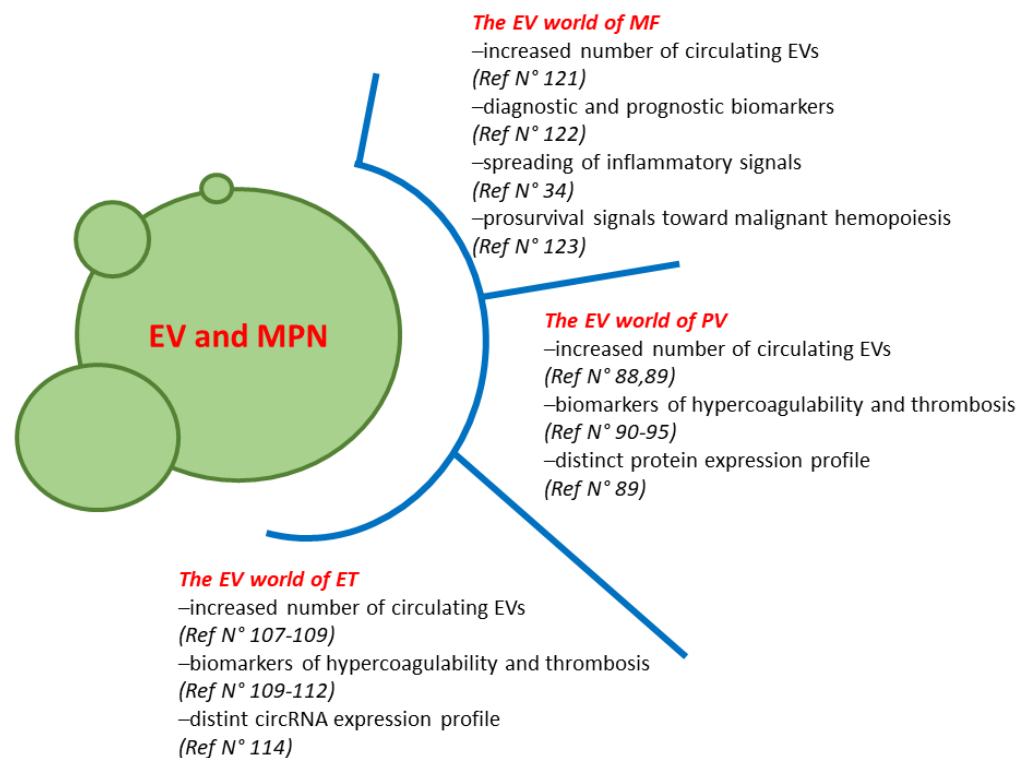 The EV world of MF
–increased number of circulating EVs
(Ref N° 121)
–diagnostic and prognostic biomarkers
(Ref N° 122)
–spreading of inflammatory signals
(Ref N° 34)
–prosurvival signals toward malignant hemopoiesis
(Ref N° 123)
EV and MPN
The EV world of PV
–increased number of circulating EVs
(Ref N° 88,89)
–biomarkers of hypercoagulability and thrombosis
(Ref N° 90-95)
–distinct protein expression profile
(Ref N° 89)
The EV world of ET
–increased number of circulating EVs
(Ref N° 107-109)
–biomarkers of hypercoagulability and thrombosis
(Ref N° 109-112)
–distint circRNA expression profile
(Ref N° 114)